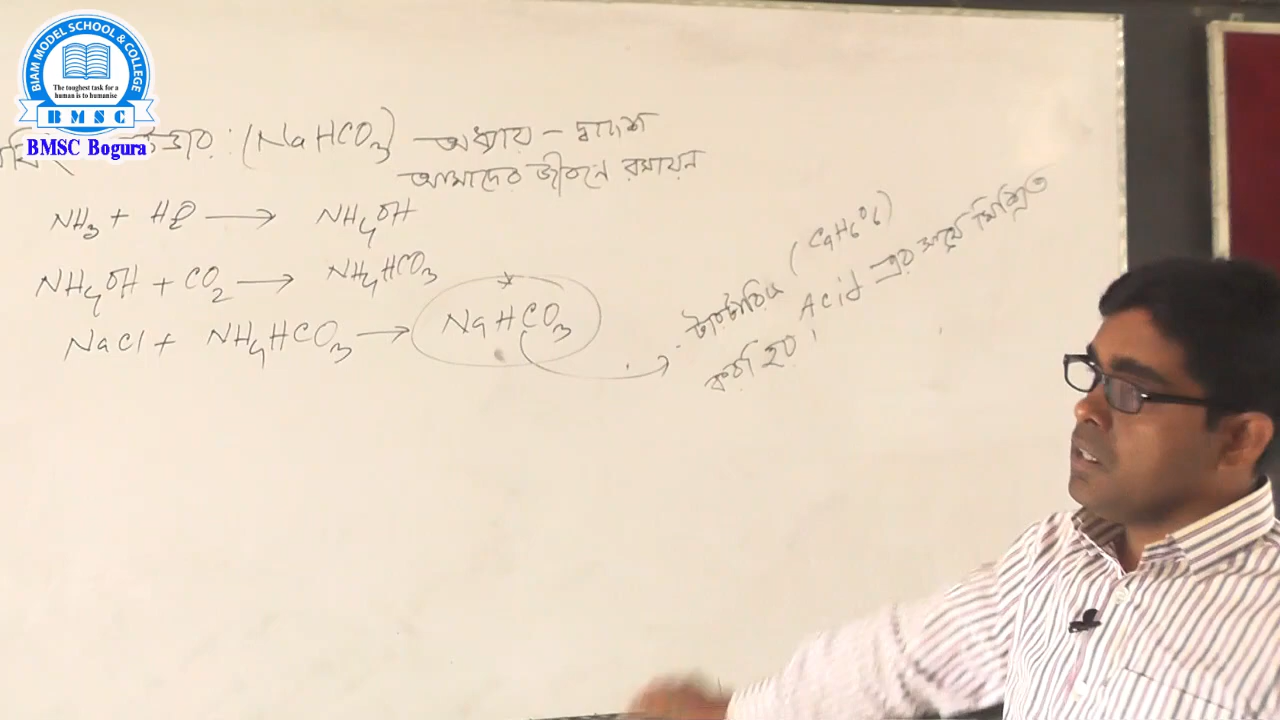 BIAM MODEL SCHOOL & COLLEGE
The toughest task for a
human is to humanise
BMSC
BMSC Bogura
(NaHCO₃) অধ্যায় - দ্বাদশ
আমাদের জীবনে রসায়ন
NH₃ + H₂O → NH₄OH
NH₄OH + CO₂ → NH₄HCO₃
NaCl + NH₄HCO₃ → NaHCO₃
*
টারটারিক (C₄H₆O₆)
Acid এর সাথে মিশ্রিত
করা হয়।